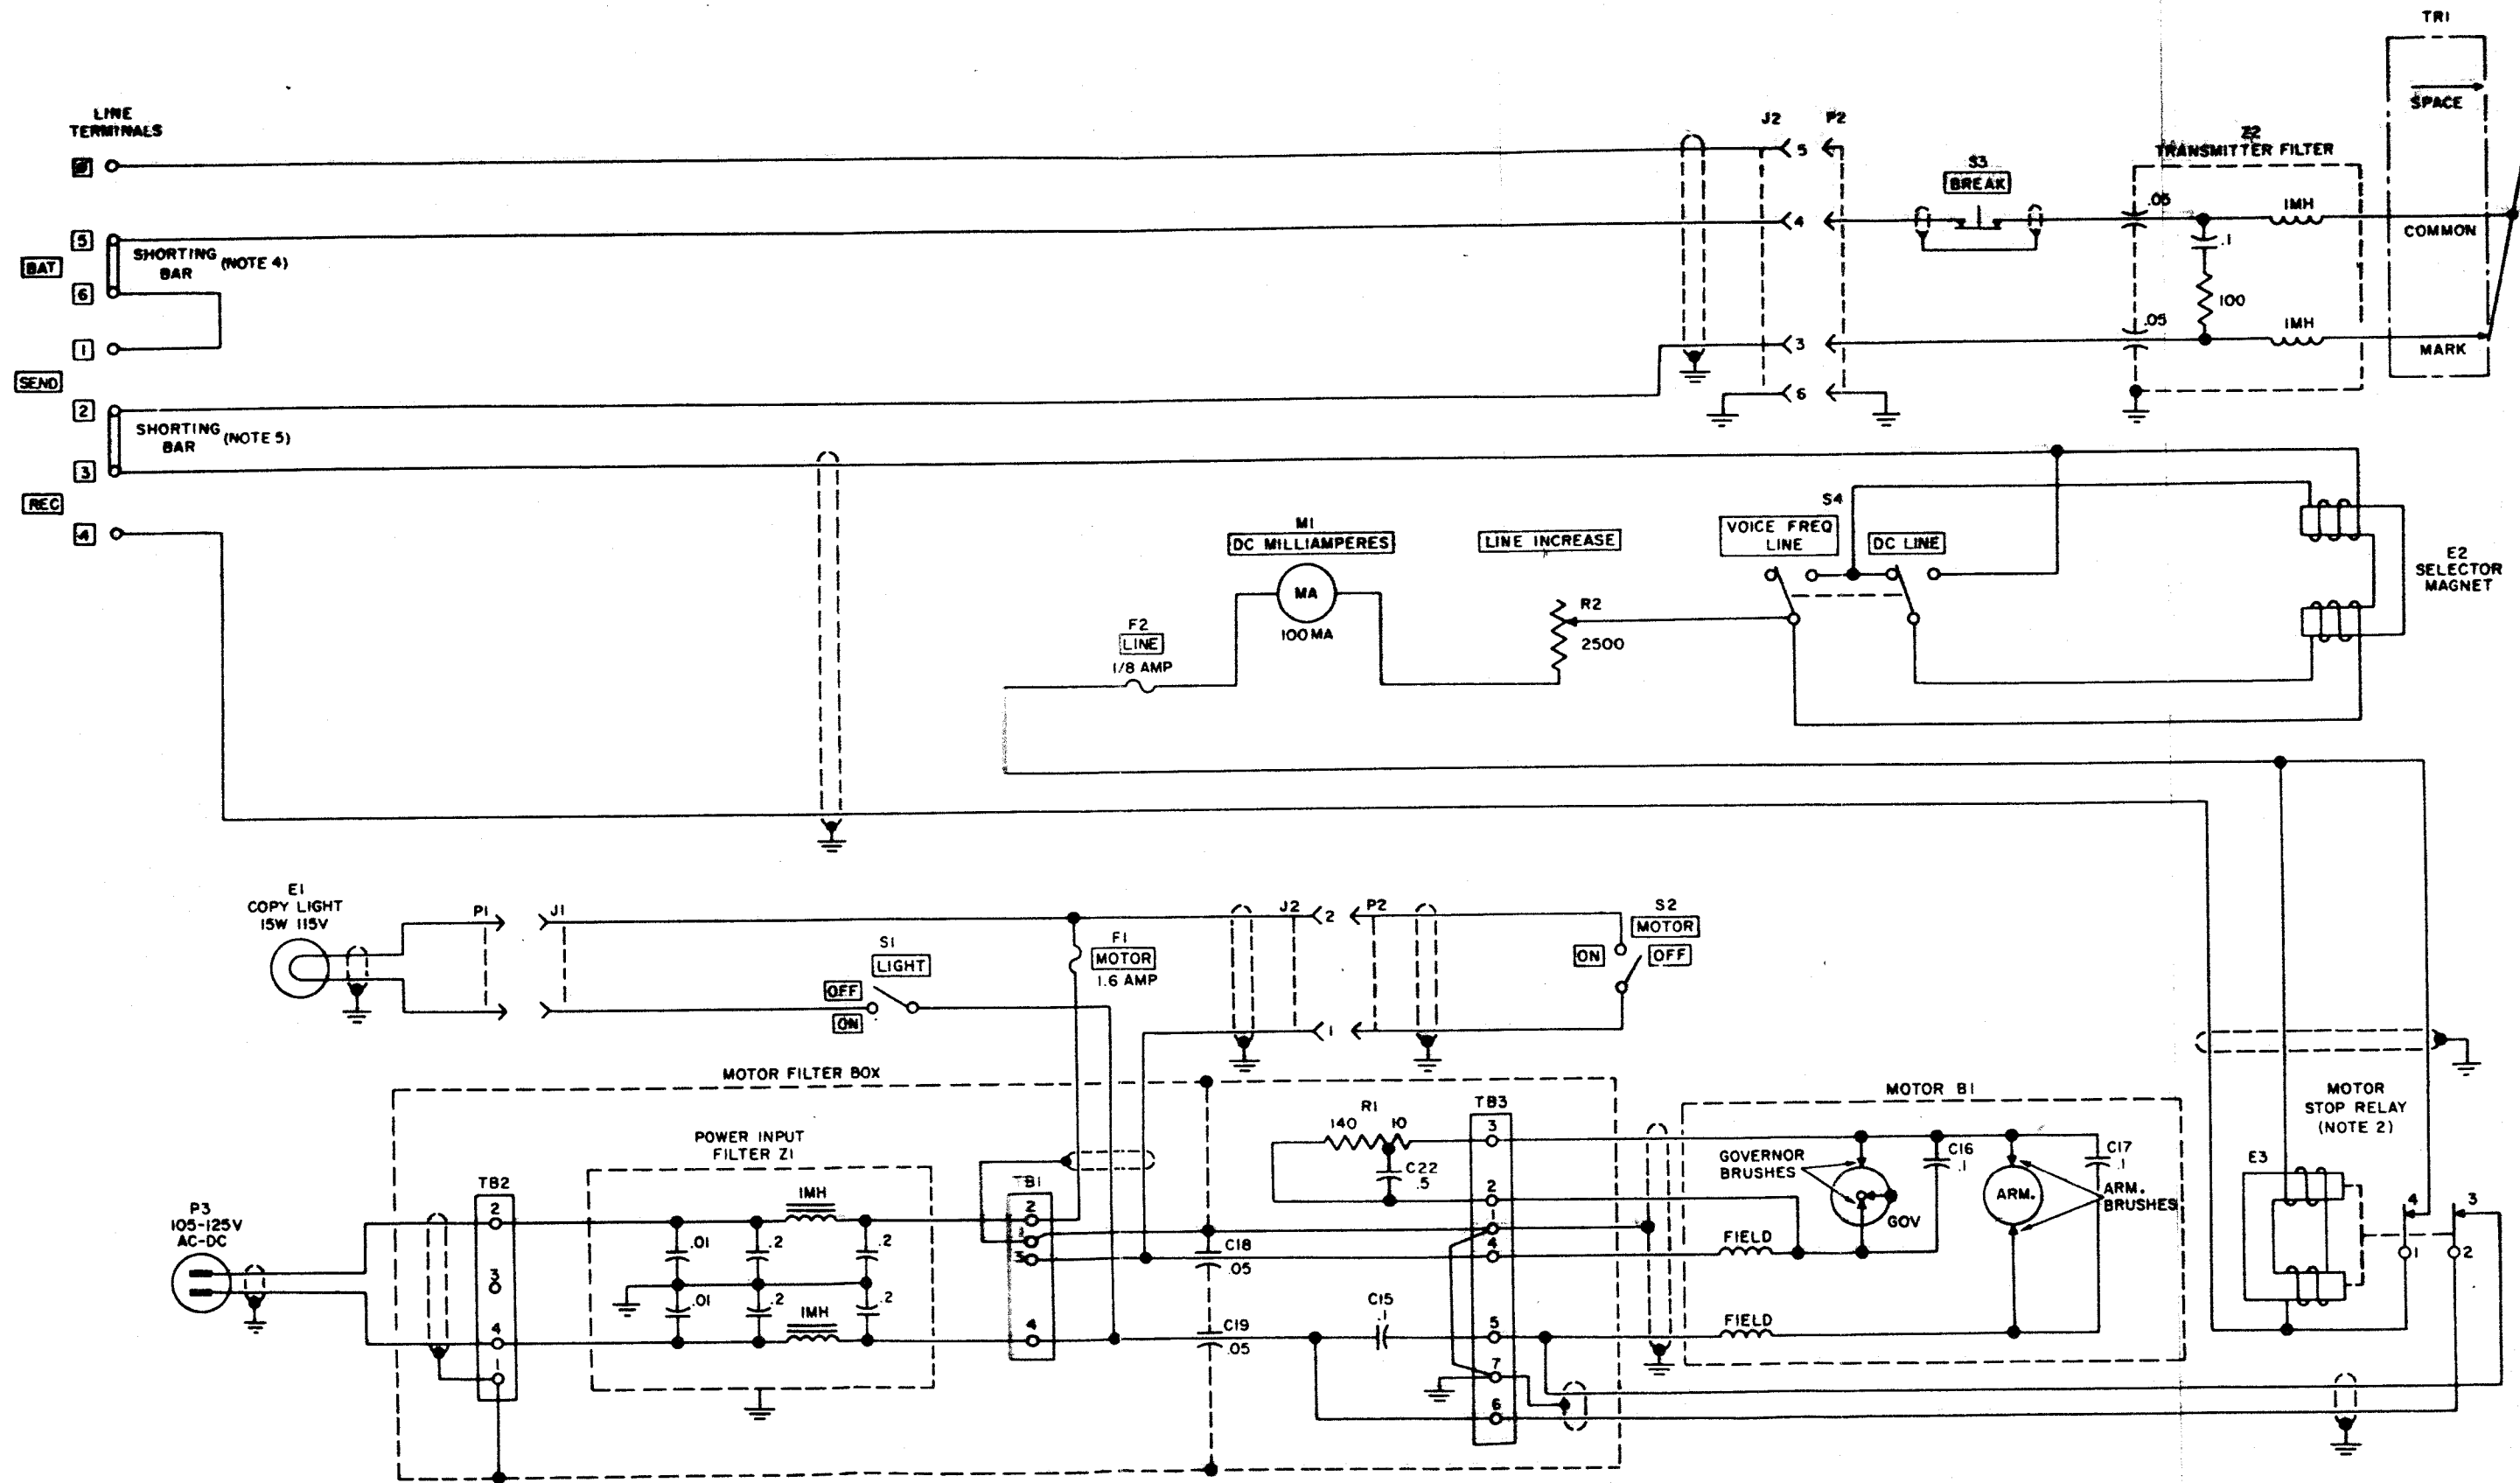 TR1
SPACE
LINE
TERMINALS
J2
P2
5
Z2
TRANSMITTER FILTER
S3
BREAK
.05
1MH
COMMON
5
SHORTING
BAR
(NOTE 4)
BAT
6
4
.1
100
1
3
.05
1MH
MARK
SEND
2
6
SHORTING
BAR
(NOTE 5)
3
REC
4
S4
VOICE FREQ
LINE
DC LINE
M1
DC MILLIAMPERES
MA
100 MA
LINE INCREASE
R2
2500
E2
SELECTOR
MAGNET
F2
LINE
1/8 AMP
E1
COPY LIGHT
15W 115V
P1
J1
S1
LIGHT
OFF
ON
F1
MOTOR
1.6 AMP
J2
2
P2
1
S2
MOTOR
ON
OFF
MOTOR FILTER BOX
POWER INPUT
FILTER Z1
P3
105-125V
AC-DC
TB2
2
3
4
1
.01
.2
1MH
.2
.01
.2
1MH
.2
TB1
2
1
3
4
C18
.05
C19
.05
R1
140
10
C22
.5
C15
.1
TB3
3
2
1
4
5
7
6
MOTOR B1
GOVERNOR
BRUSHES
GOV
C16
.1
ARM.
C17
.1
ARM.
BRUSHES
FIELD
FIELD
MOTOR
STOP RELAY
(NOTE 2)
E3
4
3
1
2